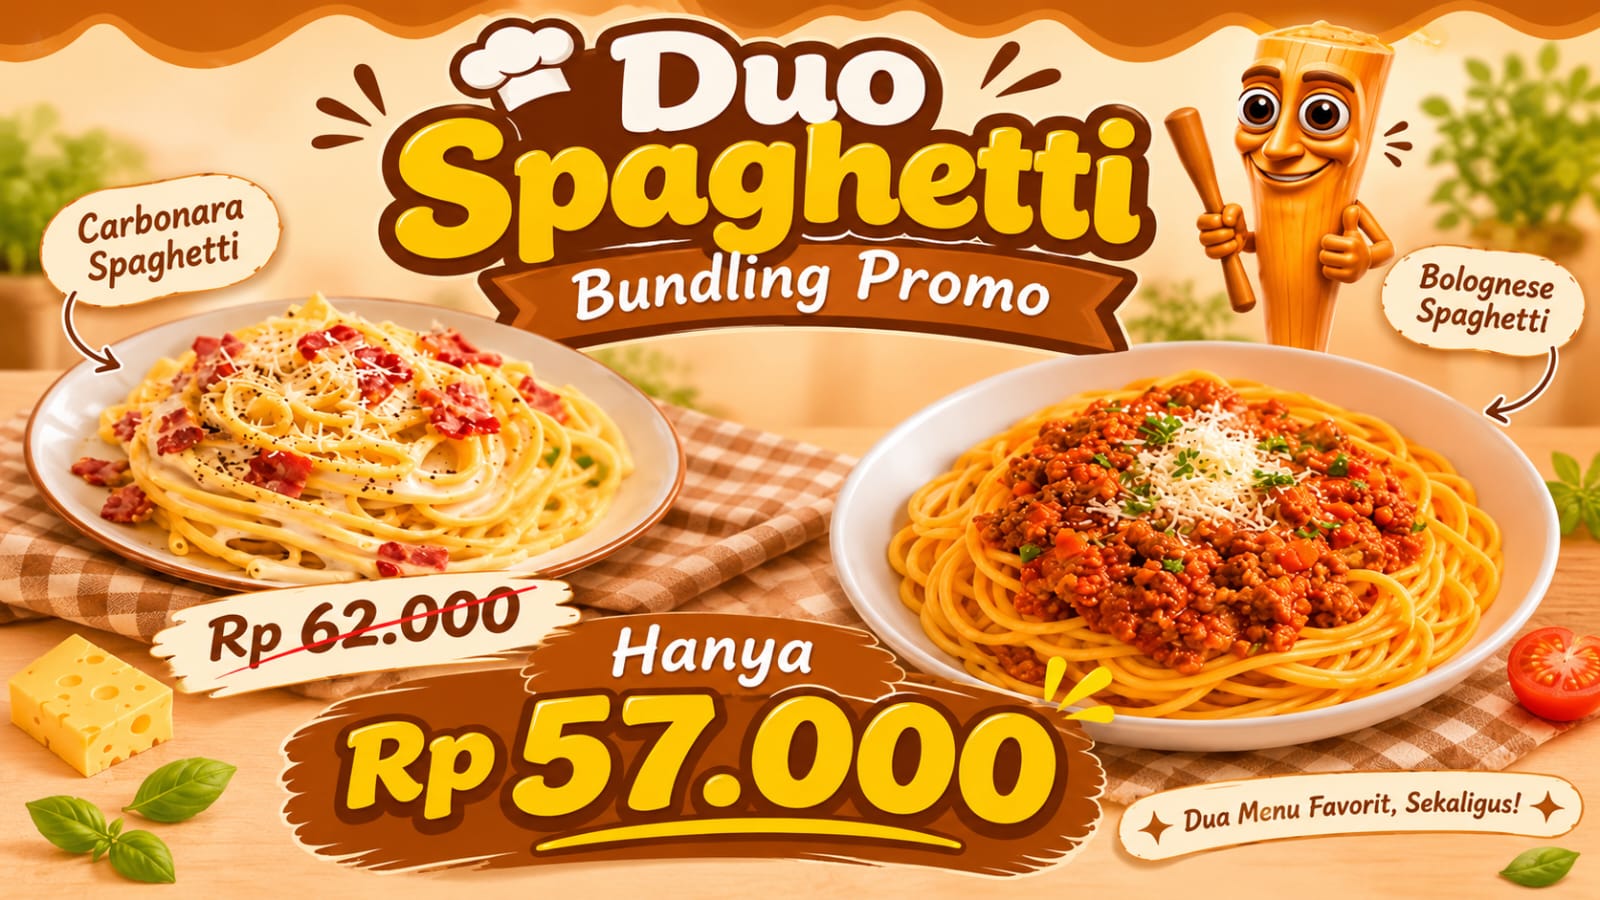 Duo
Spaghetti
Bundling Promo
Carbonara
Spaghetti
Bolognese
Spaghetti
Rp 62.000
Hanya
Rp 57.000
Dua Menu Favorit, Sekaligus!